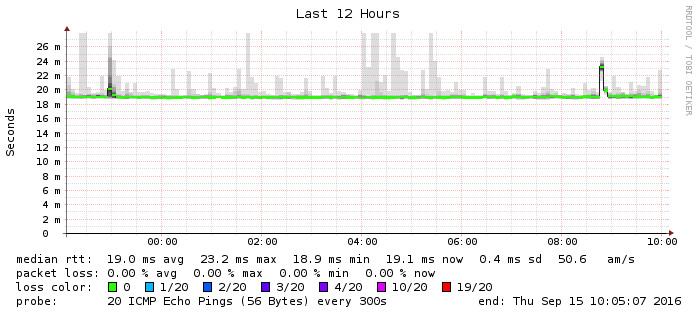 Last 12 Hours
RRDTOOL / TOBI OETIKER
Seconds
26 m
24 m
22 m
20 m
18 m
16 m
14 m
12 m
10 m
8 m
6 m
4 m
2 m
0
00:00 02:00 04:00 06:00 08:00 10:00
median rtt: 19.0 ms avg 23.2 ms max 18.9 ms min 19.1 ms now 0.4 ms sd 50.6 am/s
packet loss: 0.00 % avg 0.00 % max 0.00 % min 0.00 % now
loss color: 0 1/20 2/20 3/20 4/20 10/20 19/20
probe: 20 ICMP Echo Pings (56 Bytes) every 300s end: Thu Sep 15 10:05:07 2016